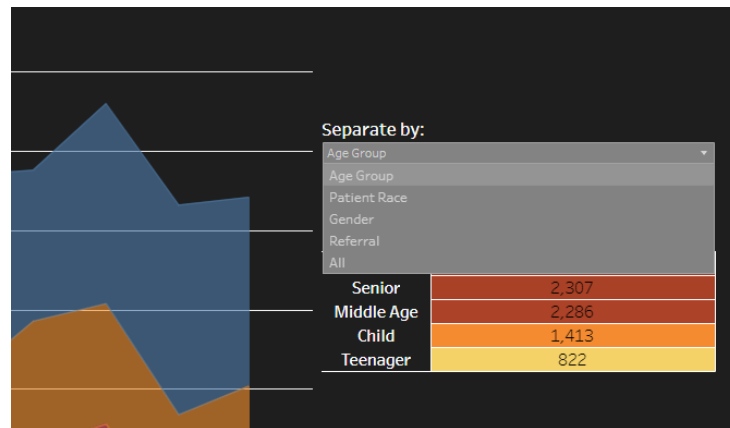 Separate by:
Age Group
Age Group
Patient Race
Gender
Referral
All
Senior 2,307
Middle Age 2,286
Child 1,413
Teenager 822